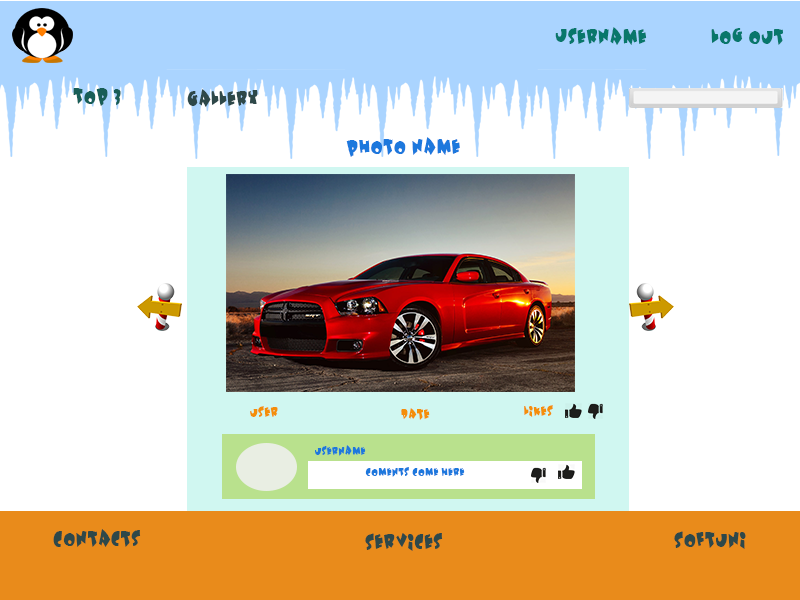 USERNAME LOG OUT
TOP 3 GALLERY
PHOTO NAME
USER DATE LIKES
USERNAME
COMENTS COME HERE
CONTACTS SERVICES SOFTUNI